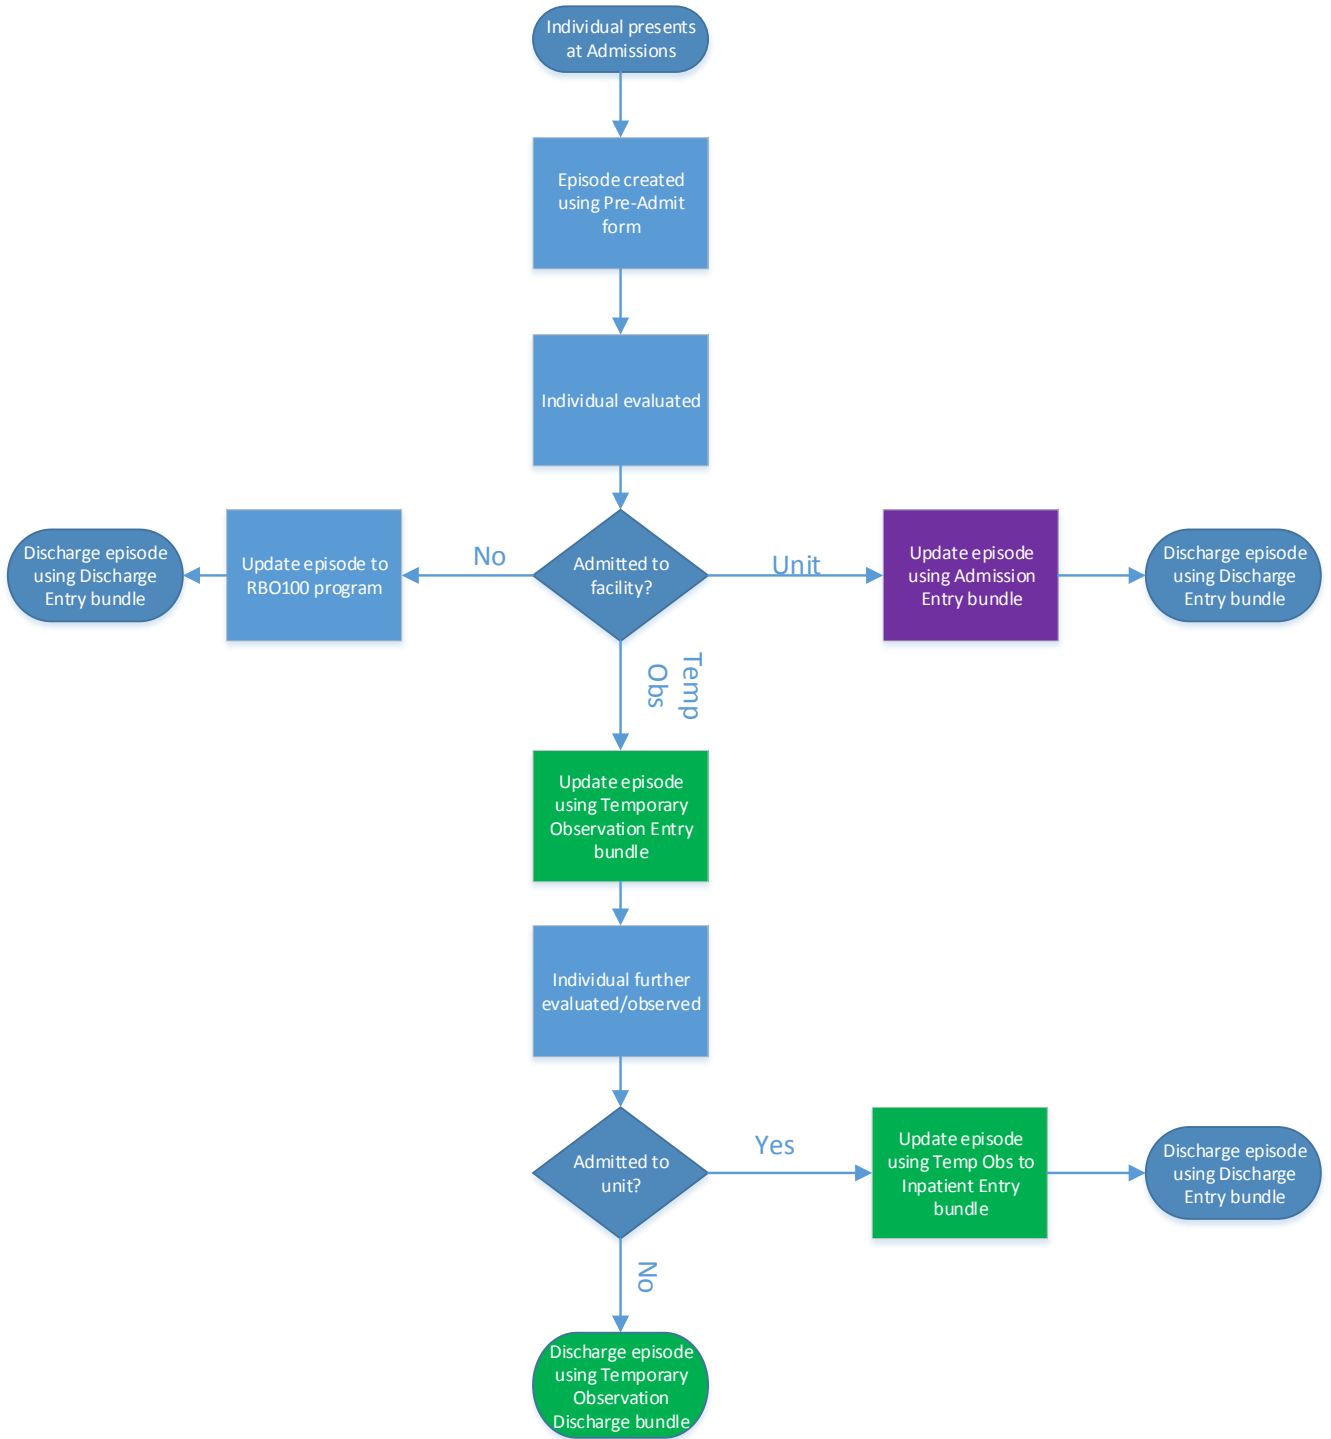 Individual presents
at Admissions
Episode created
using Pre-Admit
form
Individual evaluated
Discharge episode
using Discharge
Entry bundle
Update episode to
RBO100 program
No
Admitted to
facility?
Unit
Update episode
using Admission
Entry bundle
Discharge episode
using Discharge
Entry bundle
Temp
Obs
Update episode
using Temporary
Observation Entry
bundle
Individual further
evaluated/observed
Admitted to
unit?
Yes
Update episode
using Temp Obs to
Inpatient Entry
bundle
Discharge episode
using Discharge
Entry bundle
No
Discharge episode
using Temporary
Observation
Discharge bundle